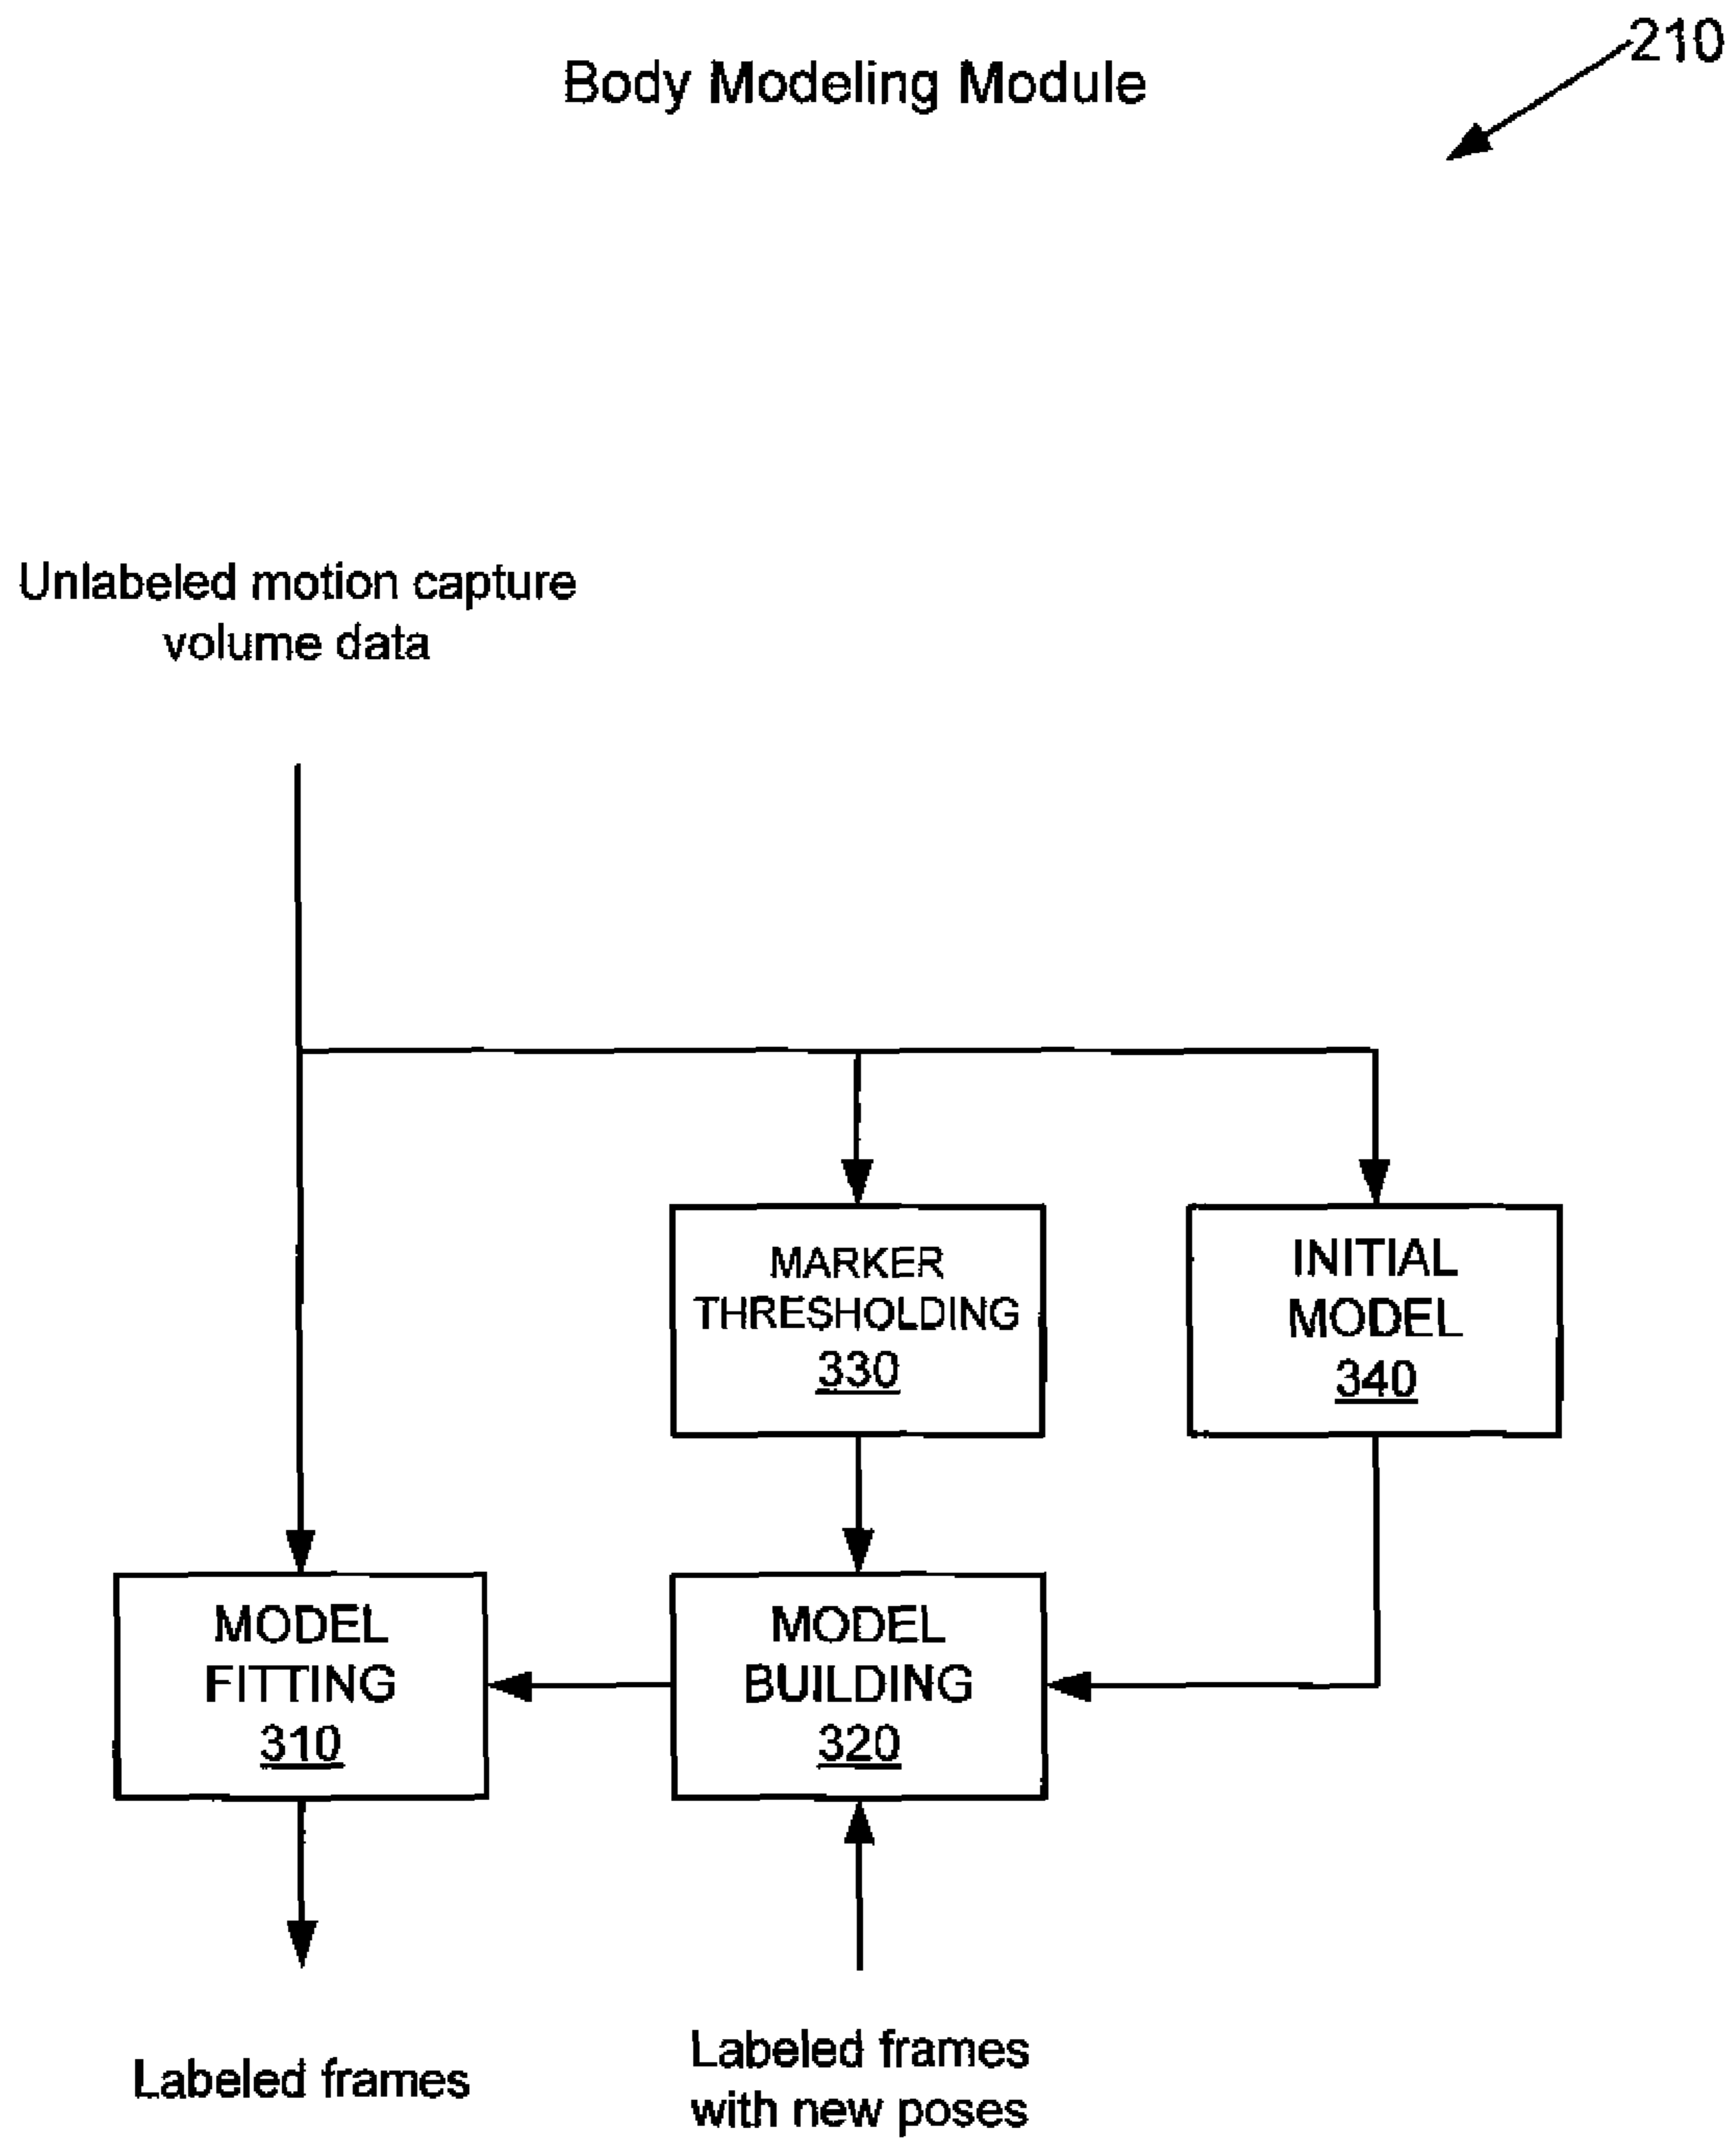 210
Body Modeling Module
Unlabeled motion capture
volume data
MARKER
THRESHOLDING
330
INITIAL
MODEL
340
MODEL
FITTING
310
MODEL
BUILDING
320
Labeled frames
Labeled frames
with new poses